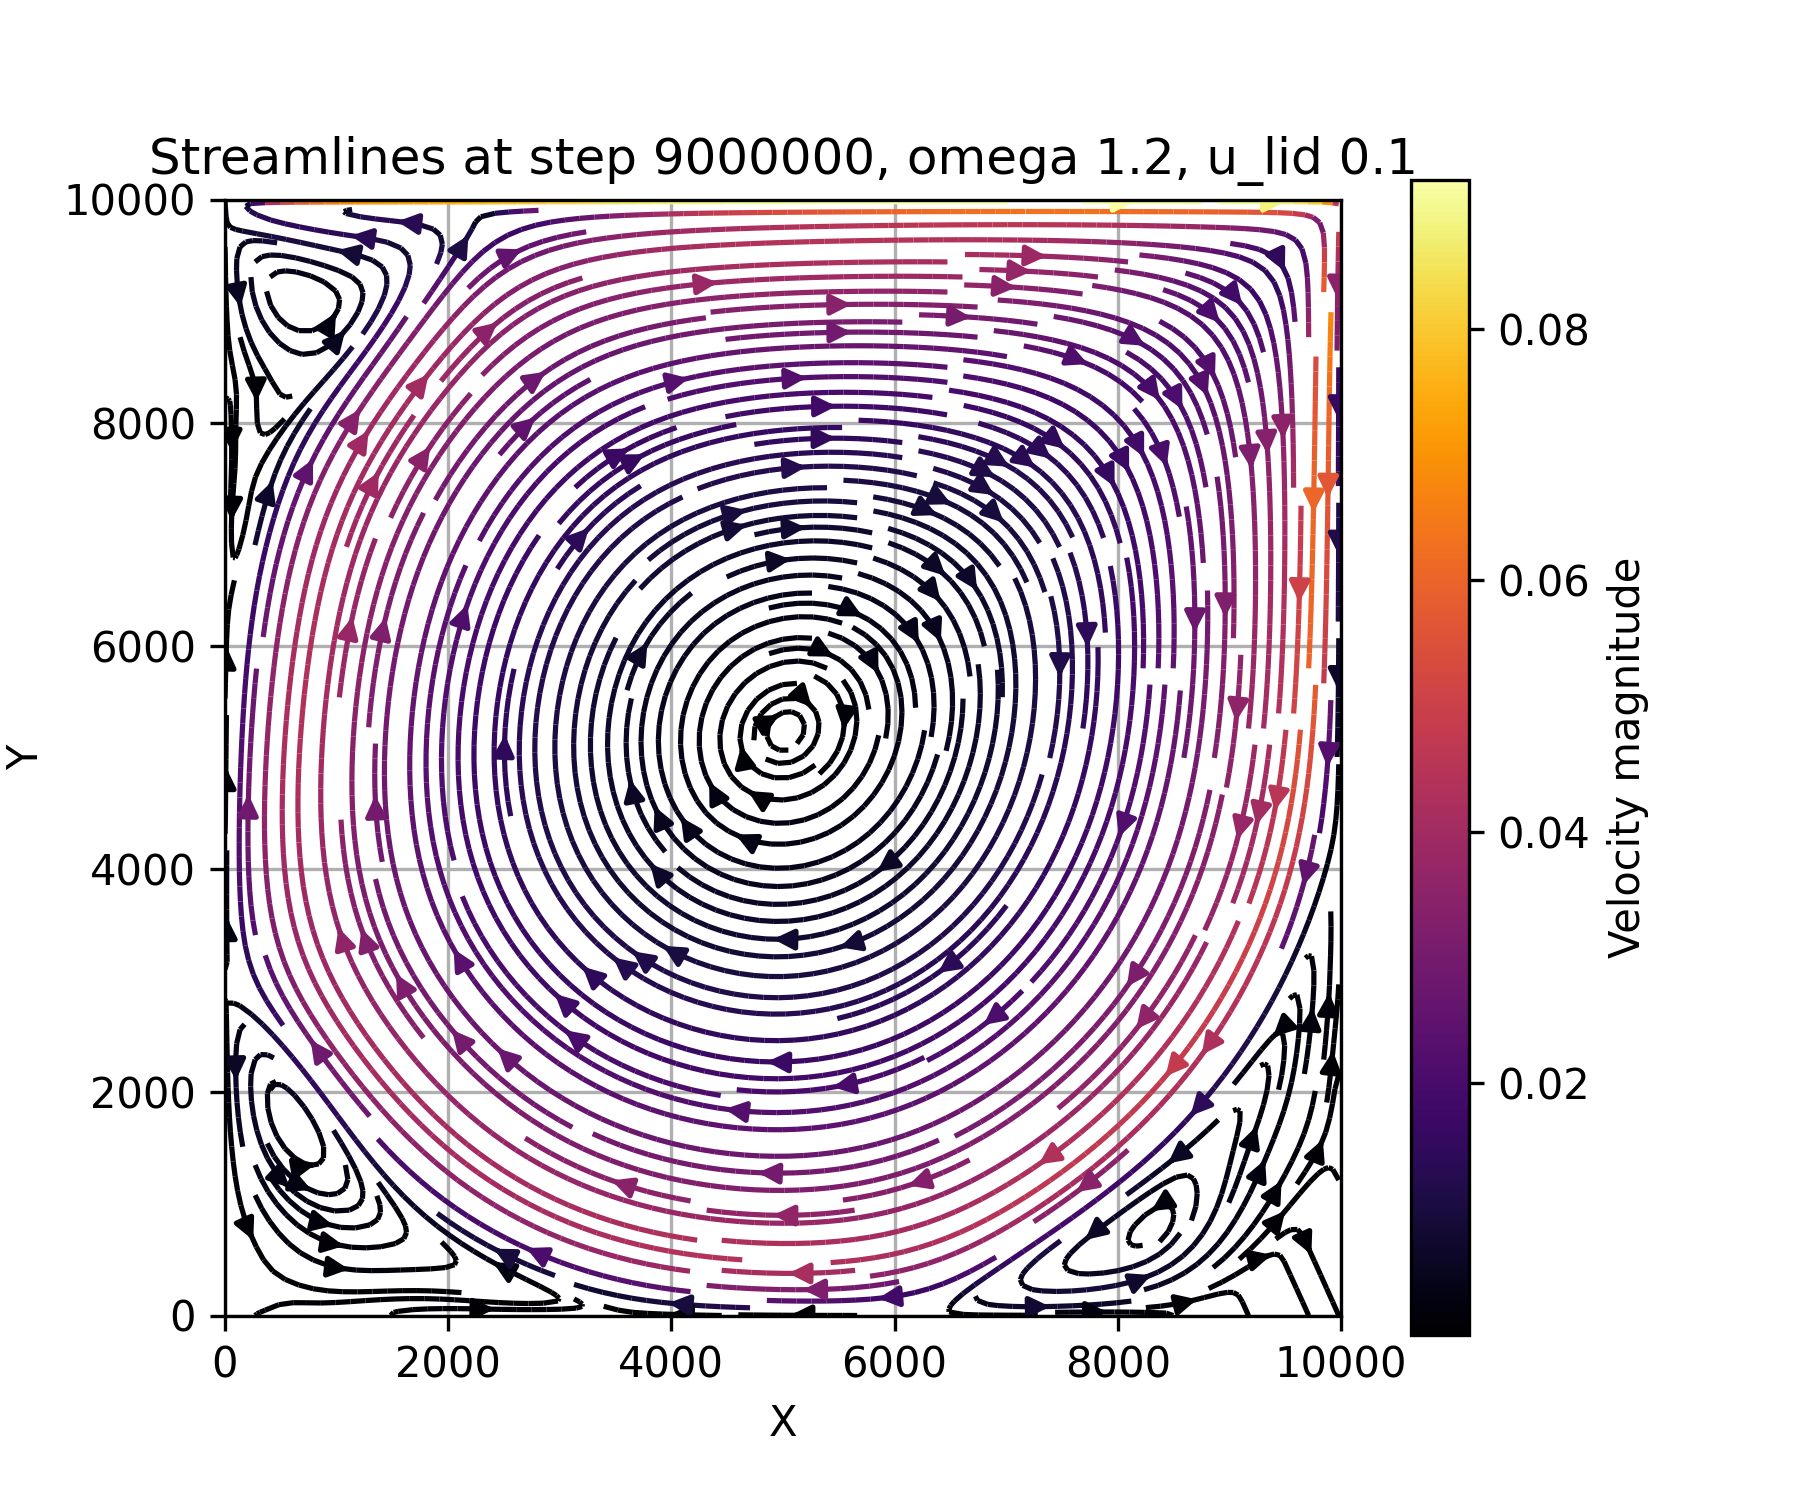 Streamlines at step 9000000, omega 1.2, u_lid 0.1
10000
8000
6000
4000
2000
0
Y
0 2000 4000 6000 8000 10000
X
0.08
0.06
0.04
0.02
Velocity magnitude